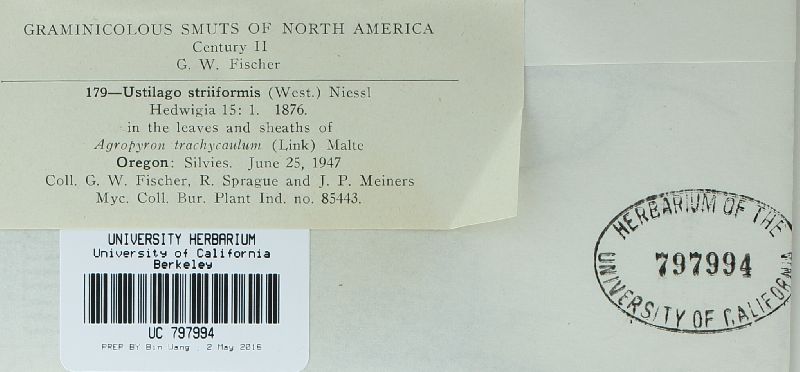 GRAMINICOLOUS SMUTS OF NORTH AMERICA
Century II
G. W. Fischer
179—Ustilago striiformis (West.) Niessl
Hedwigia 15: 1. 1876.
in the leaves and sheaths of
Agropyron trachycaulum (Link) Malte
Oregon: Silvies. June 25, 1947
Coll. G. W. Fischer, R. Sprague and J. P. Meiners
Myc. Coll. Bur. Plant Ind. no. 85443.
UNIVERSITY HERBARIUM
University of California
Berkeley
UC 797994
PREP BY Bin Wang 2 May 2016
HERBARIUM OF THE
797994
UNIVERSITY OF CALIFORNIA